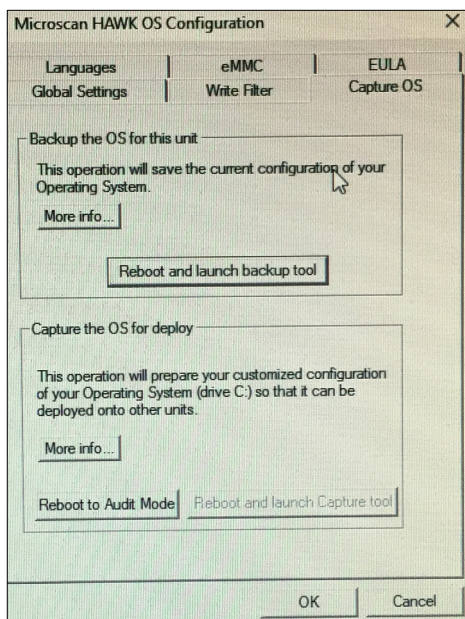 Microscan HAWK OS Configuration
Languages eMMC EULA
Global Settings Write Filter Capture OS
Backup the OS for this unit
This operation will save the current configuration of your
Operating System.
More info...
Reboot and launch backup tool
Capture the OS for deploy
This operation will prepare your customized configuration
of your Operating System (drive C:) so that it can be
deployed onto other units.
More info...
Reboot to Audit Mode Reboot and launch Capture tool
OK Cancel